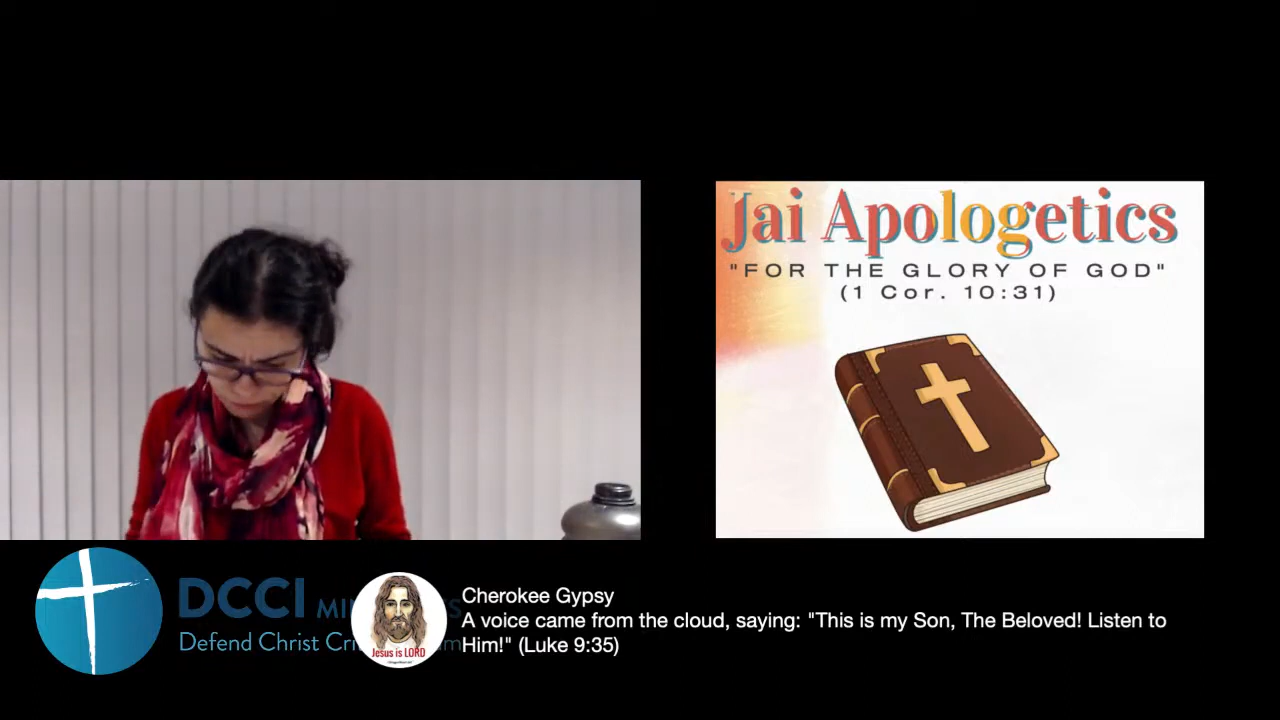 Jai Apologetics
"FOR THE GLORY OF GOD"
(1 Cor. 10:31)
DCCI
Defend Christ
Jesus is LORD
Cherokee Gypsy
A voice came from the cloud, saying: "This is my Son, The Beloved! Listen to
Him!" (Luke 9:35)